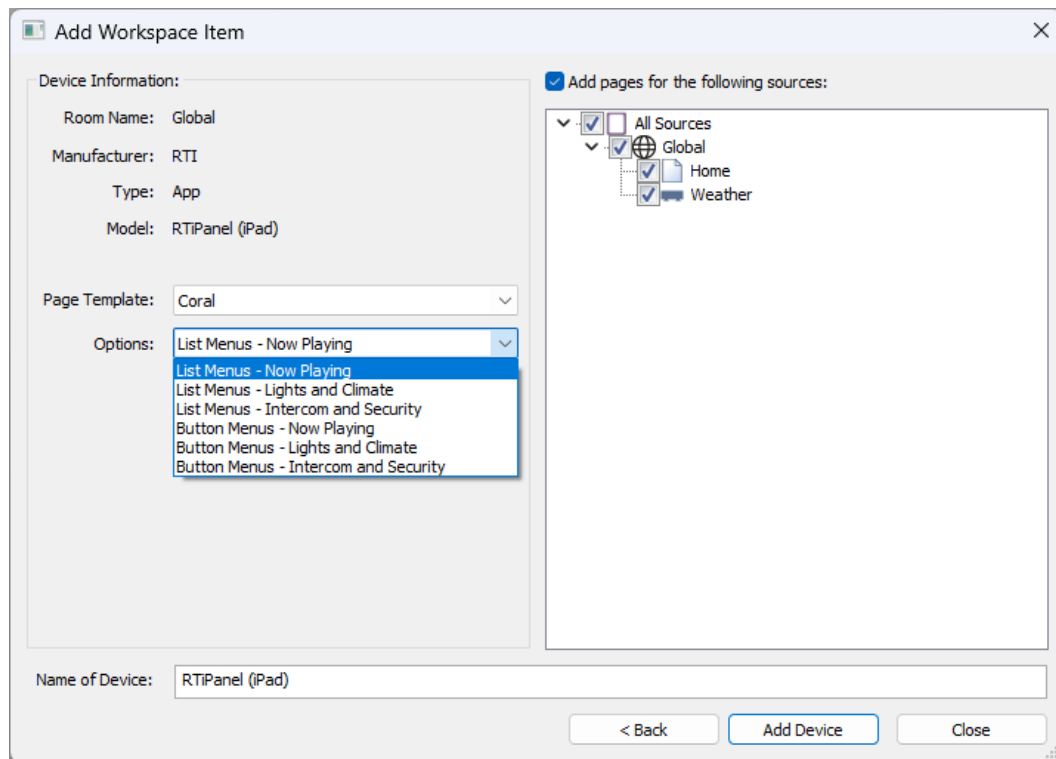 Add Workspace Item
Device Information:
Room Name: Global
Manufacturer: RTI
Type: App
Model: RTiPanel (iPad)
Page Template: Coral
Options: List Menus - Now Playing
List Menus - Now Playing
List Menus - Lights and Climate
List Menus - Intercom and Security
Button Menus - Now Playing
Button Menus - Lights and Climate
Button Menus - Intercom and Security
Add pages for the following sources:
All Sources
Global
Home
Weather
Name of Device: RTiPanel (iPad)
< Back
Add Device
Close